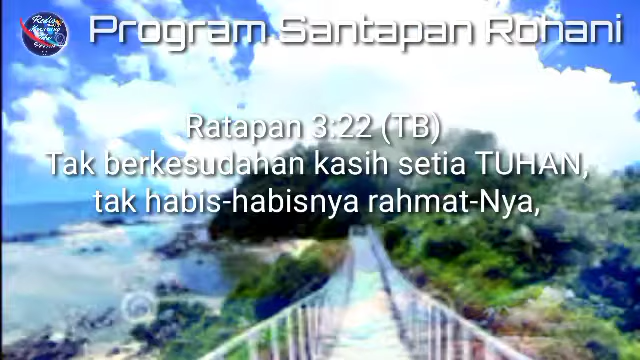 Program Santapan Rohani
Ratapan 3:22 (TB)
Tak berkesudahan kasih setia TUHAN,
tak habis-habisnya rahmat-Nya,